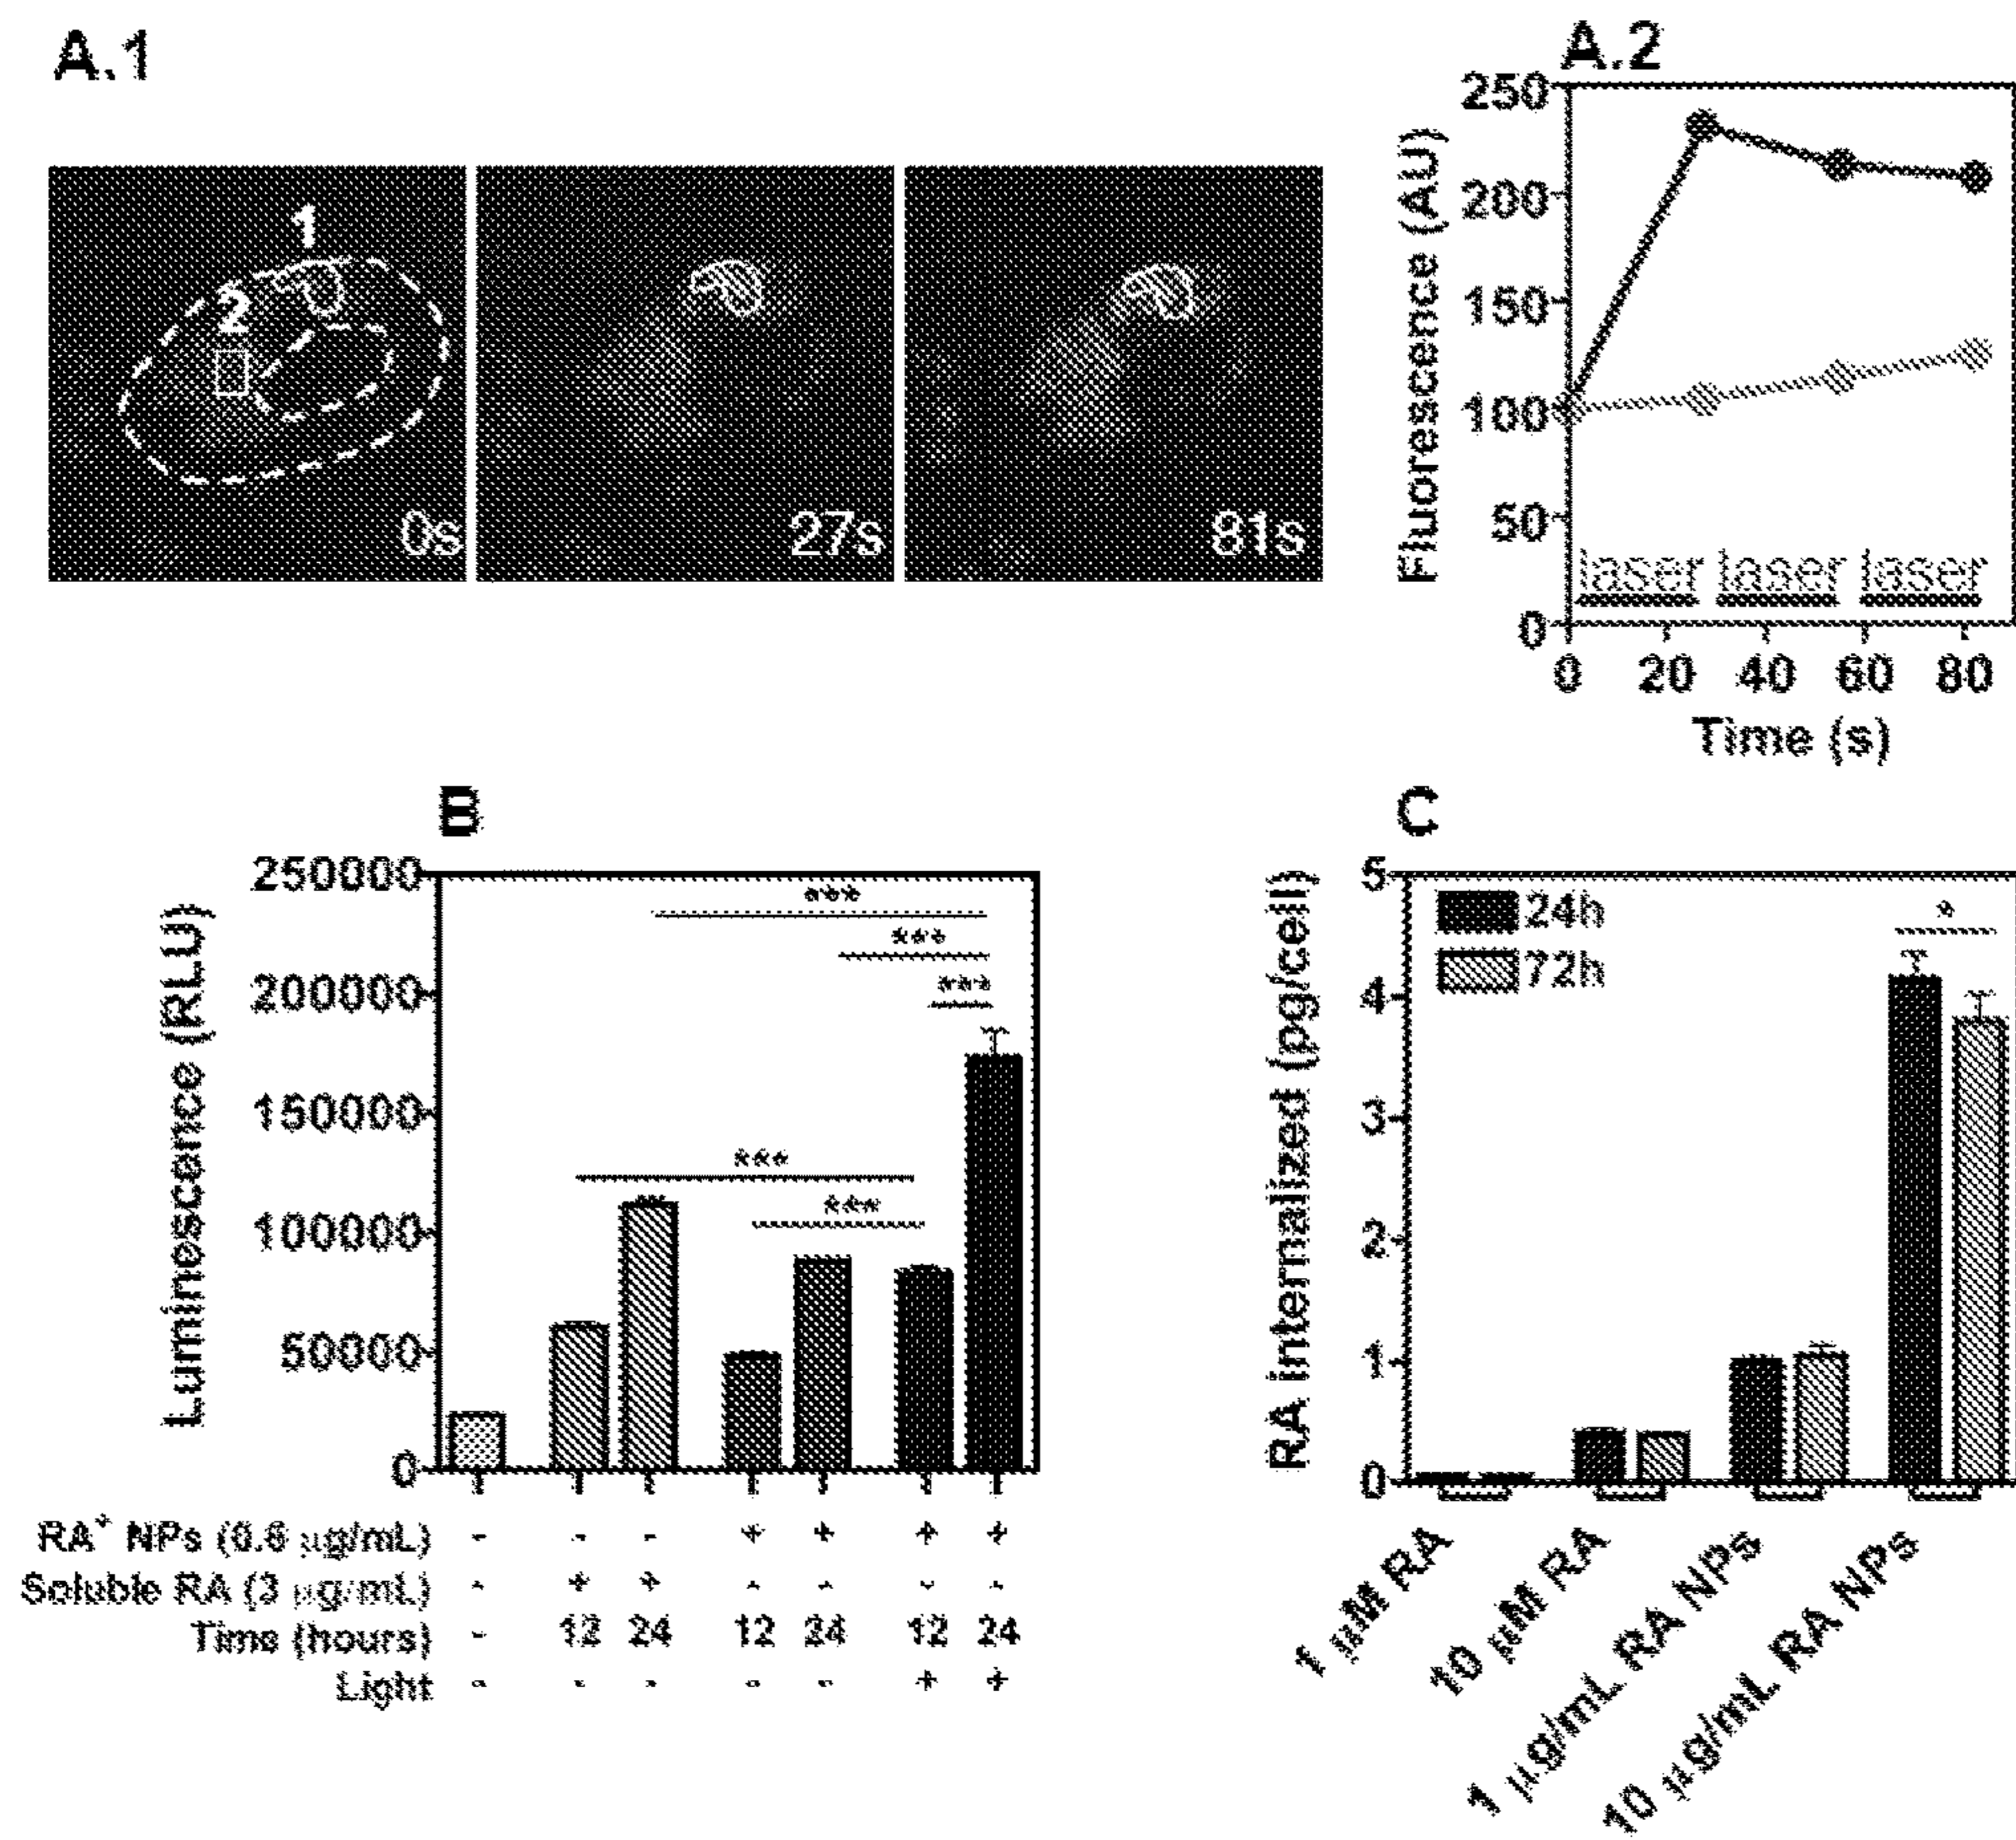 A.1
1
2
0s
27s
81s
A.2
Fluorescence (AU)
250
200
150
100
50
0
laser laser laser
0 20 40 60 80
Time (s)
B
Luminescence (RLU)
250000
200000
150000
100000
50000
0
***
***
***
***
***
RA⁺ NPs (0.6 µg/mL) - - - + + + +
Soluble RA (3 µg/mL) - + + - - - -
Time (hours) - 12 24 12 24 12 24
Light - - - - - + +
C
RA internalized (pg/cell)
5
4
3
2
1
0
24h
72h
*
1 µM RA
10 µM RA
1 µg/mL RA NPs
10 µg/mL RA NPs